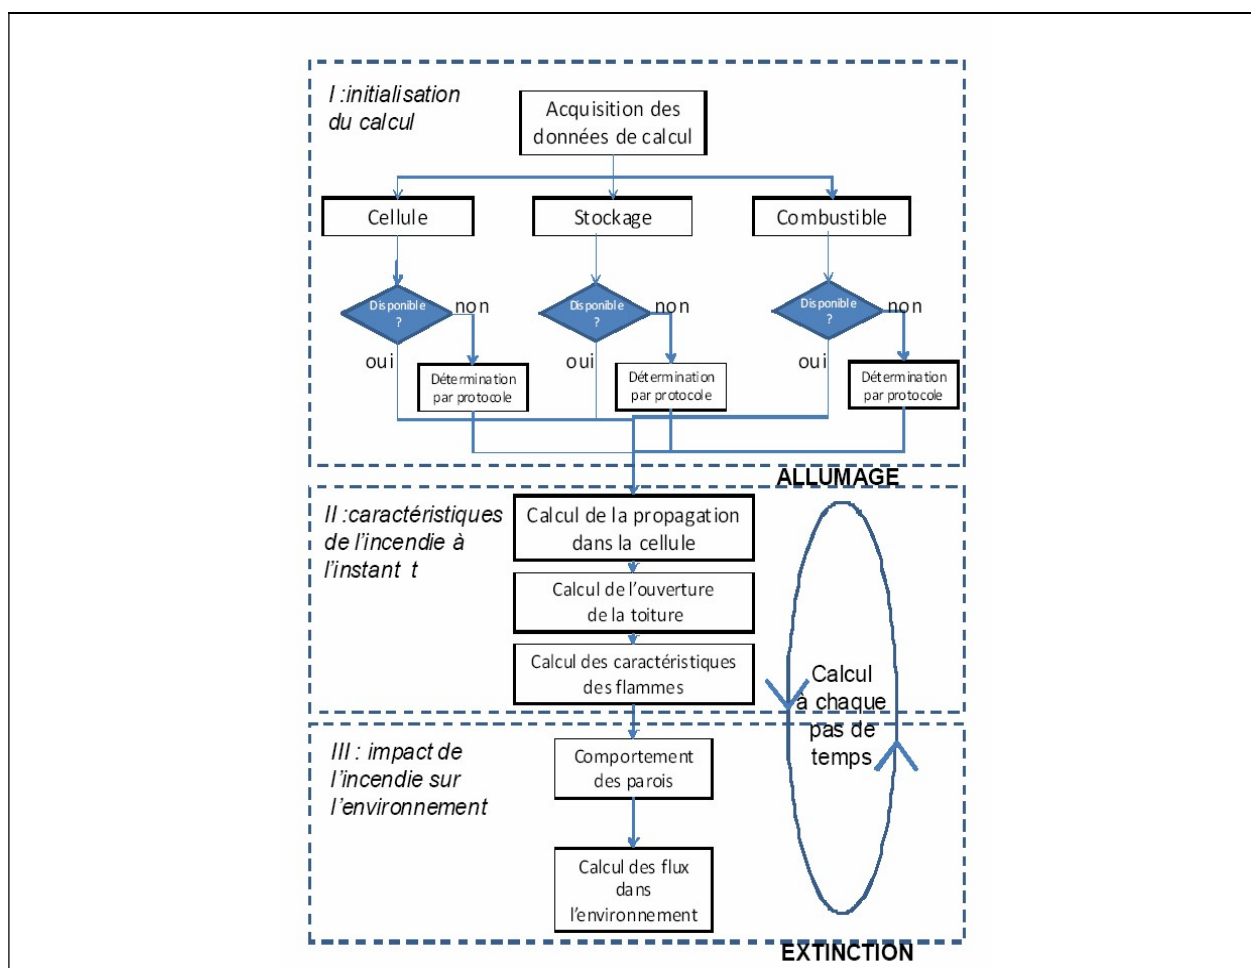 I :initialisation
du calcul
Acquisition des
données de calcul
Cellule
Stockage
Combustible
Disponible
?
non
oui
Disponible
?
non
oui
Disponible
?
non
oui
Détermination
par protocole
Détermination
par protocole
Détermination
par protocole
ALLUMAGE
II :caractéristiques
de l'incendie à
l'instant t
Calcul de la propagation
dans la cellule
Calcul de l'ouverture
de la toiture
Calcul des caractéristiques
des flammes
Calcul
à chaque
pas de
temps
III : impact de
l'incendie sur
l'environnement
Comportement
des parois
Calcul des flux
dans
l'environnement
EXTINCTION